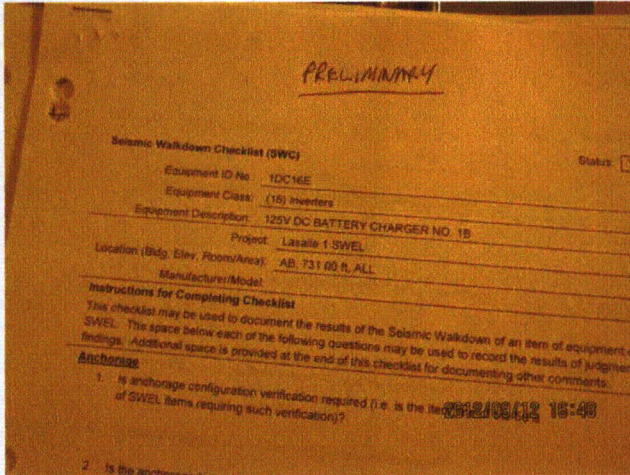 PRELIMINARY
Seismic Walkdown Checklist (SWC)
Status:
Equipment ID No. 1DC16E
Equipment Class: (16) Inverters
Equipment Description: 125V DC BATTERY CHARGER NO. 1B
Project: Lasalle 1 SWEL
Location (Bldg, Elev, Room/Area): AB, 731.00 ft, ALL
Manufacturer/Model:
Instructions for Completing Checklist
This checklist may be used to document the results of the Seismic Walkdown of an item of equipment
SWEL. The space below each of the following questions may be used to record the results of judgment
findings. Additional space is provided at the end of this checklist for documenting other comments.
Anchorage
1. Is anchorage configuration verification required (i.e. is the item
2012/09/12 16:40
of SWEL items requiring such verification)?
2. Is the anchorage